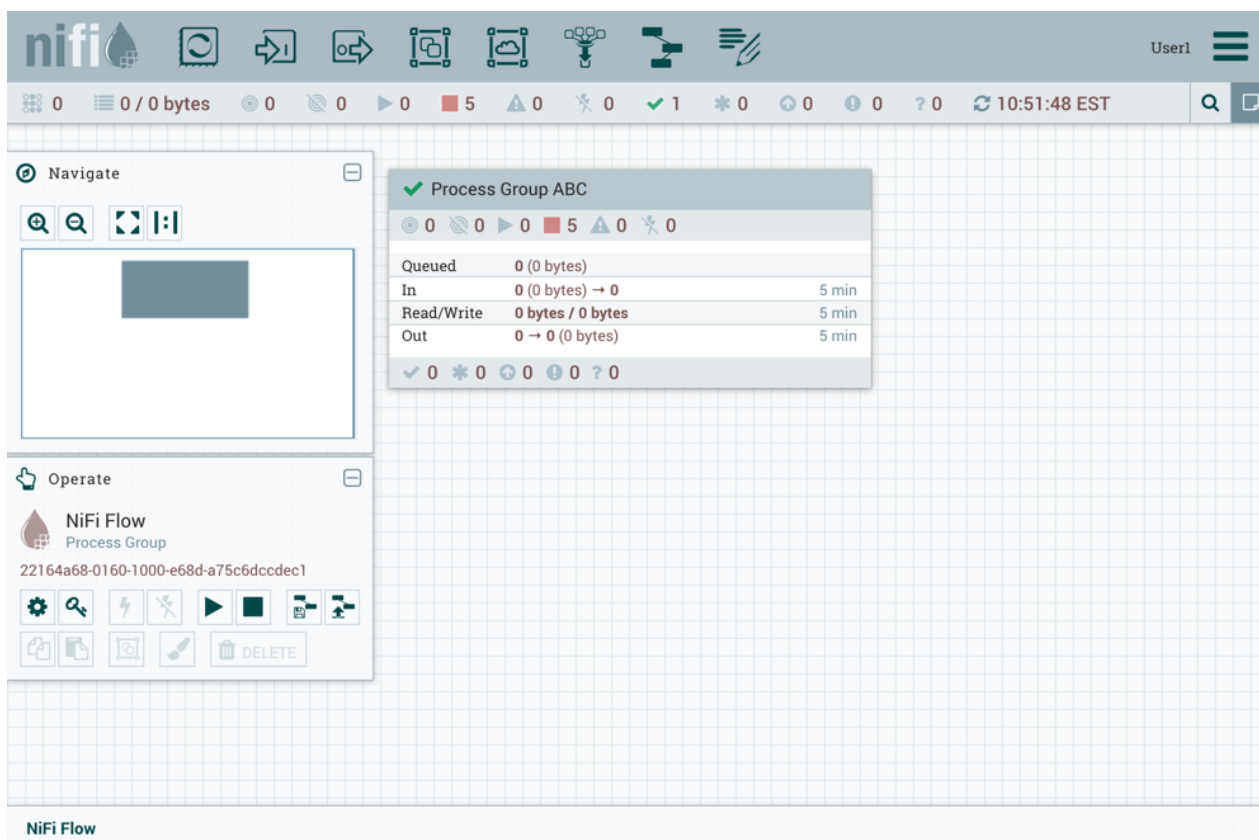 nifi
User1
0 0 / 0 bytes 0 0 0 5 0 0 1 0 0 0 ? 0 10:51:48 EST
Navigate
Process Group ABC
0 0 0 5 0 0
Queued 0 (0 bytes)
In 0 (0 bytes) → 0 5 min
Read/Write 0 bytes / 0 bytes 5 min
Out 0 → 0 (0 bytes) 5 min
0 0 0 0 ? 0
Operate
NiFi Flow
Process Group
22164a68-0160-1000-e68d-a75c6dccdec1
DELETE
NiFi Flow